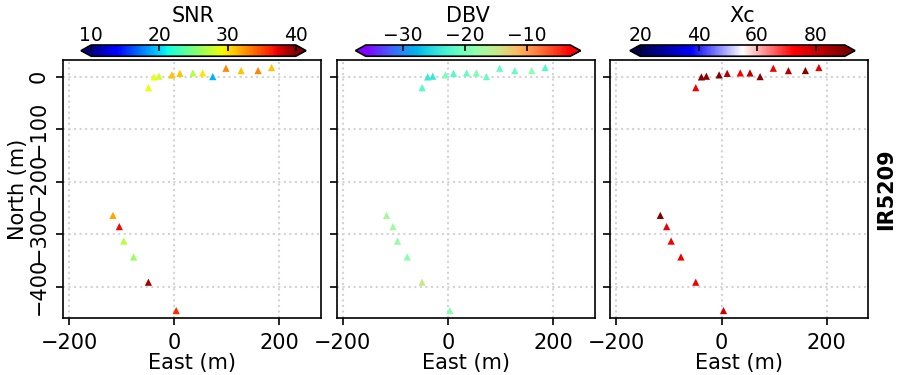 SNR DBV Xc
10 20 30 40 −30 −20 −10 20 40 60 80
0
−100
−200
−300
−400
North (m)
IR5209
−200 0 200 −200 0 200 −200 0 200
East (m) East (m) East (m)